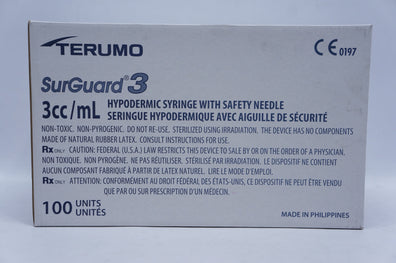 TERUMO
CE 0197
SurGuard®3
3cc/mL HYPODERMIC SYRINGE WITH SAFETY NEEDLE
SERINGUE HYPODERMIQUE AVEC AIGUILLE DE SÉCURITÉ
NON-TOXIC. NON-PYROGENIC. DO NOT RE-USE. STERILIZED USING IRRADIATION. THE DEVICE HAS NO COMPONENTS
MADE OF NATURAL RUBBER LATEX. CONSULT INSTRUCTIONS FOR USE.
Rx ONLY CAUTION: FEDERAL (U.S.A.) LAW RESTRICTS THIS DEVICE TO SALE BY OR ON THE ORDER OF A PHYSICIAN.
NON TOXIQUE. NON PYROGÈNE. NE PAS RÉUTILISER. STÉRILISÉ PAR IRRADIATION. LE DISPOSITIF NE CONTIENT
AUCUN COMPOSANT FABRIQUÉ À PARTIR DE LATEX NATUREL. LIRE LE MODE D'EMPLOI.
Rx ONLY ATTENTION: CONFORMÉMENT AU DROIT FÉDÉRAL DES ÉTATS-UNIS, CE DISPOSITIF NE PEUT ÊTRE VENDU
QUE PAR OU SUR PRESCRIPTION D'UN MÉDECIN.
100 UNITS
UNITÉS
MADE IN PHILIPPINES